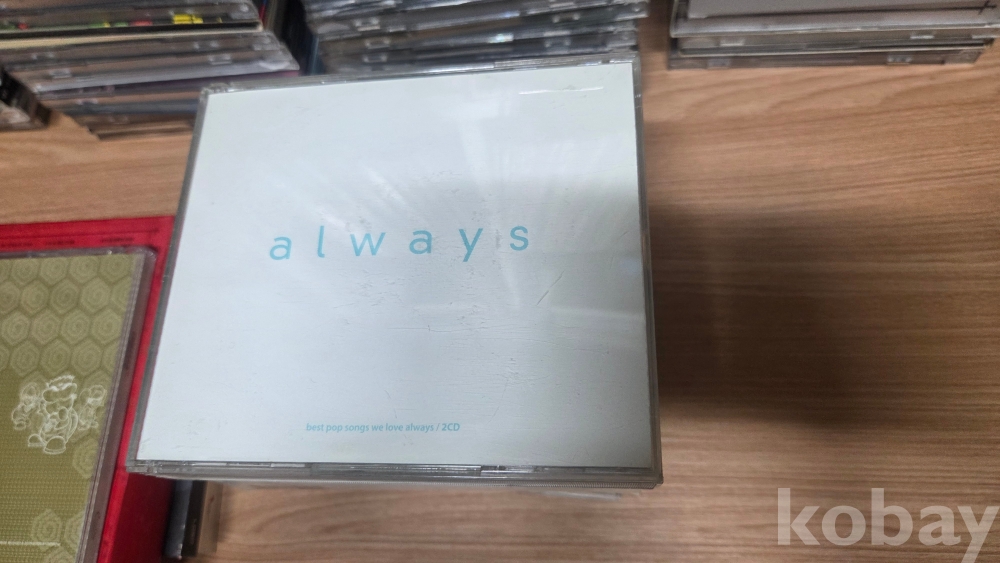 always
best pop songs we love always / 2CD
kobay